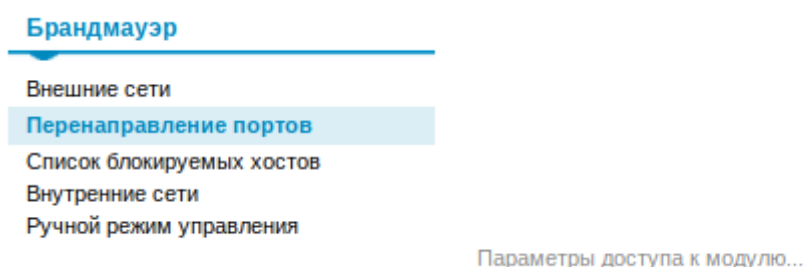 Брандмауэр
Внешние сети
Перенаправление портов
Список блокируемых хостов
Внутренние сети
Ручной режим управления
Параметры доступа к модулю...